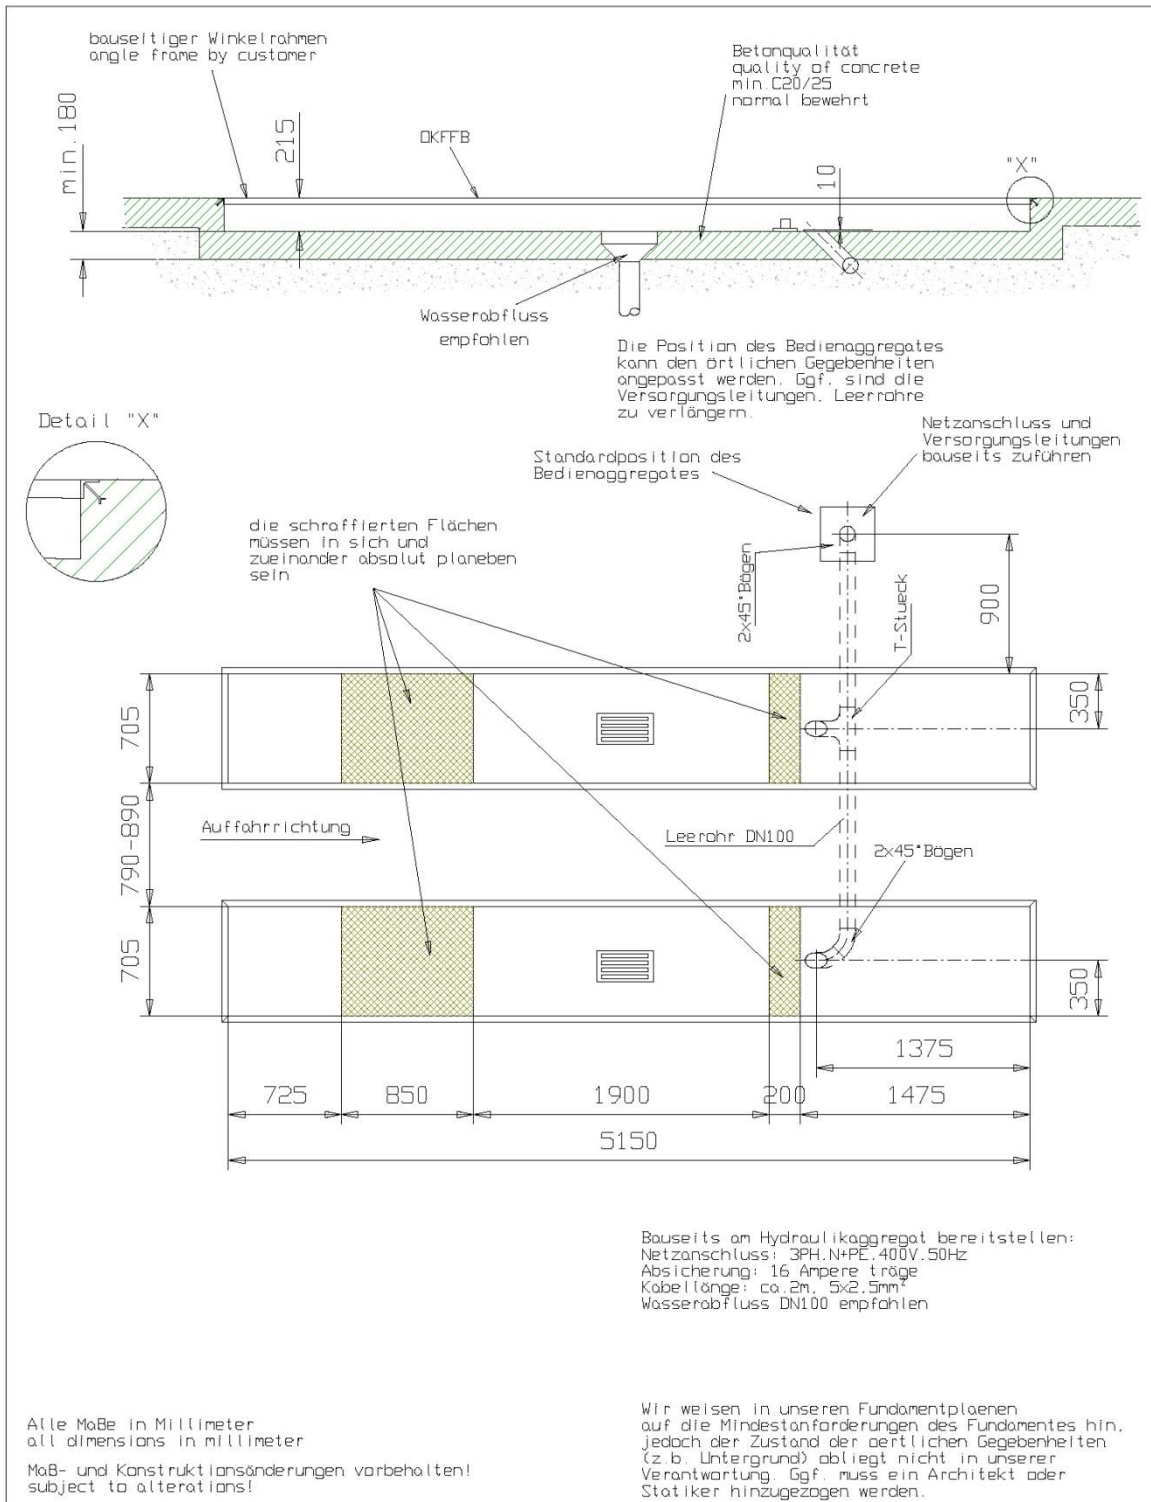 bauseitiger Winkelrahmen
angle frame by customer
Betonqualität
quality of concrete
min.C20/25
normal bewehrt
min.180
215
OKFFB
10
"X"
Wasserabfluss
empfohlen
Die Position des Bedienaggregates
kann den örtlichen Gegebenheiten
angepasst werden. Ggf. sind die
Versorgungsleitungen, Leerrohre
zu verlängern.
Detail "X"
Netzanschluss und
Versorgungsleitungen
bauseits zuführen
Standardposition des
Bedienaggregates
die schraffierten Flächen
müssen in sich und
zueinander absolut planeben
sein
2x45°Bögen
T-Stueck
900
350
705
790-890
705
Auffahrrichtung
Leerrohr DN100
2x45°Bögen
350
1375
725
850
1900
200
1475
5150
Bauseits am Hydraulikaggregat bereitstellen:
Netzanschluss: 3PH.N+PE.400V.50Hz
Absicherung: 16 Ampere träge
Kabellänge: ca.2m, 5x2,5mm²
Wasserabfluss DN100 empfohlen
Alle Maße in Millimeter
all dimensions in millimeter
Maß- und Konstruktionsänderungen vorbehalten!
subject to alterations!
Wir weisen in unseren Fundamentplaenen
auf die Mindestanforderungen des Fundamentes hin,
jedoch der Zustand der oertlichen Gegebenheiten
(z.b. Untergrund) obliegt nicht in unserer
Verantwortung. Ggf. muss ein Architekt oder
Statiker hinzugezogen werden.